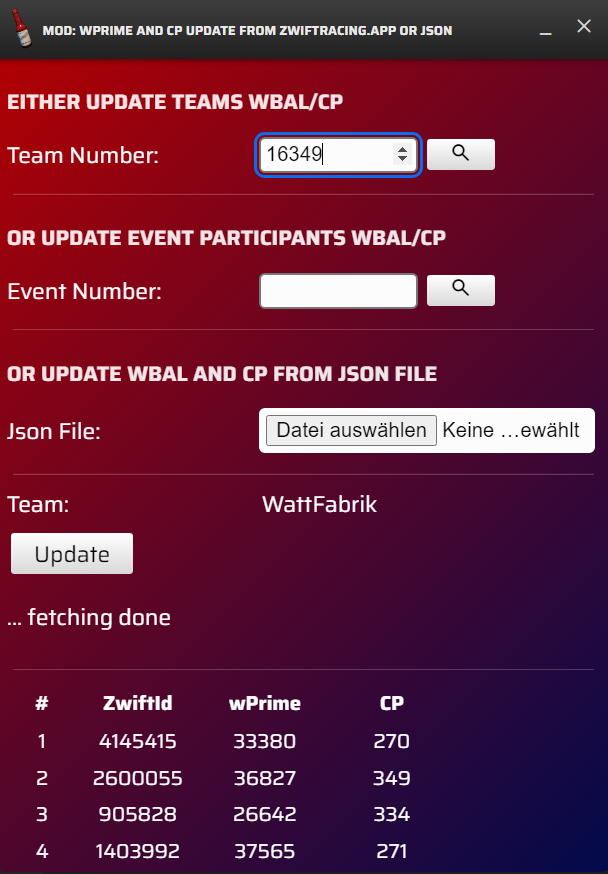 MOD: WPRIME AND CP UPDATE FROM ZWIFTRACING.APP OR JSON
EITHER UPDATE TEAMS WBAL/CP
Team Number: 16349
OR UPDATE EVENT PARTICIPANTS WBAL/CP
Event Number:
OR UPDATE WBAL AND CP FROM JSON FILE
Json File: Datei auswählen Keine …ewählt
Team: WattFabrik
Update
... fetching done
# ZwiftId wPrime CP
1 4145415 33380 270
2 2600055 36827 349
3 905828 26642 334
4 1403992 37565 271